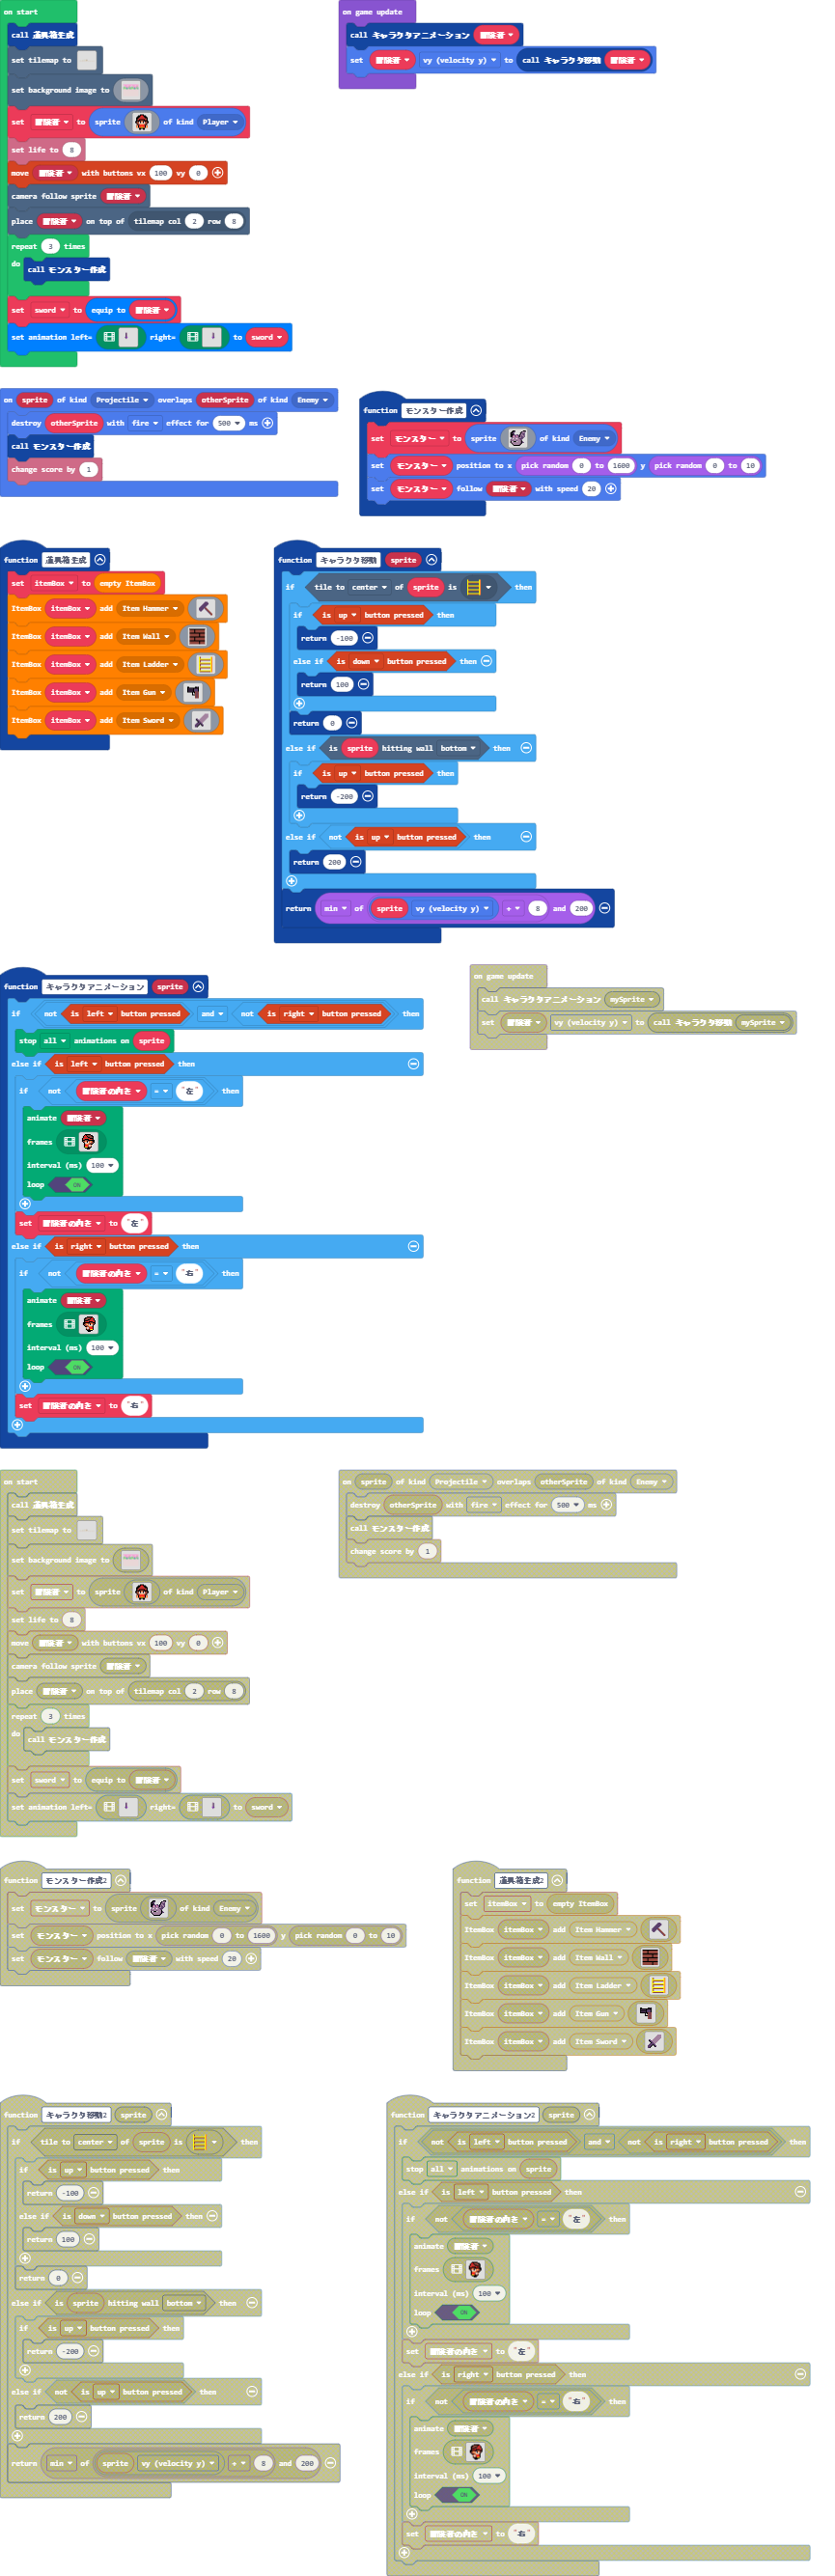 on start
call 道具箱生成
set tilemap to
set background image to
set 冒険者 to sprite of kind Player
set life to 8
move 冒険者 with buttons vx 100 vy 0
camera follow sprite 冒険者
place 冒険者 on top of tilemap col 2 row 8
repeat 3 times
do call モンスター作成
set sword to equip to 冒険者
set animation left= right= to sword
on game update
call キャラクタアニメーション 冒険者
set 冒険者 vy (velocity y) to call キャラクタ移動 冒険者
on sprite of kind Projectile overlaps otherSprite of kind Enemy
destroy otherSprite with fire effect for 500 ms
call モンスター作成
change score by 1
function モンスター作成
set モンスター to sprite of kind Enemy
set モンスター position to x pick random 0 to 1600 y pick random 0 to 10
set モンスター follow 冒険者 with speed 20
function 道具箱生成
set itemBox to empty ItemBox
ItemBox itemBox add Item Hammer
ItemBox itemBox add Item Wall
ItemBox itemBox add Item Ladder
ItemBox itemBox add Item Gun
ItemBox itemBox add Item Sword
function キャラクタ移動 sprite
if tile to center of sprite is then
if is up button pressed then
return -100
else if is down button pressed then
return 100
return 0
else if is sprite hitting wall bottom then
if is up button pressed then
return -200
else if not is up button pressed then
return 200
return min of sprite vy (velocity y) + 8 and 200
function キャラクタアニメーション sprite
if not is left button pressed and not is right button pressed then
stop all animations on sprite
else if is left button pressed then
if not 冒険者の向き = "左" then
animate 冒険者
frames
interval (ms) 100
loop ON
set 冒険者の向き to "左"
else if is right button pressed then
if not 冒険者の向き = "右" then
animate 冒険者
frames
interval (ms) 100
loop ON
set 冒険者の向き to "右"
on game update
call キャラクタアニメーション mySprite
set 冒険者 vy (velocity y) to call キャラクタ移動 mySprite
on start
call 道具箱生成
set tilemap to
set background image to
set 冒険者 to sprite of kind Player
set life to 8
move 冒険者 with buttons vx 100 vy 0
camera follow sprite 冒険者
place 冒険者 on top of tilemap col 2 row 8
repeat 3 times
do call モンスター作成
set sword to equip to 冒険者
set animation left= right= to sword
on sprite of kind Projectile overlaps otherSprite of kind Enemy
destroy otherSprite with fire effect for 500 ms
call モンスター作成
change score by 1
function モンスター作成2
set モンスター to sprite of kind Enemy
set モンスター position to x pick random 0 to 1600 y pick random 0 to 10
set モンスター follow 冒険者 with speed 20
function 道具箱生成2
set itemBox to empty ItemBox
ItemBox itemBox add Item Hammer
ItemBox itemBox add Item Wall
ItemBox itemBox add Item Ladder
ItemBox itemBox add Item Gun
ItemBox itemBox add Item Sword
function キャラクタ移動2 sprite
if tile to center of sprite is then
if is up button pressed then
return -100
else if is down button pressed then
return 100
return 0
else if is sprite hitting wall bottom then
if is up button pressed then
return -200
else if not is up button pressed then
return 200
return min of sprite vy (velocity y) + 8 and 200
function キャラクタアニメーション2 sprite
if not is left button pressed and not is right button pressed then
stop all animations on sprite
else if is left button pressed then
if not 冒険者の向き = "左" then
animate 冒険者
frames
interval (ms) 100
loop ON
set 冒険者の向き to "左"
else if is right button pressed then
if not 冒険者の向き = "右" then
animate 冒険者
frames
interval (ms) 100
loop ON
set 冒険者の向き to "右"